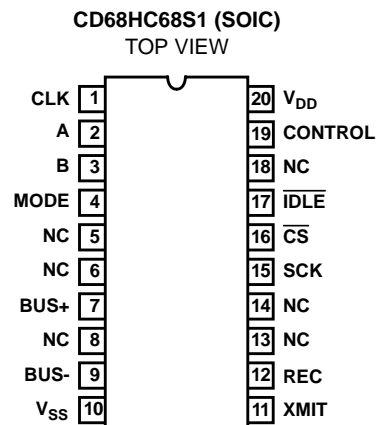 CD68HC68S1 (SOIC)
TOP VIEW
CLK 1 20 VDD
A 2 19 CONTROL
B 3 18 NC
MODE 4 17 IDLE
NC 5 16 CS
NC 6 15 SCK
BUS+ 7 14 NC
NC 8 13 NC
BUS- 9 12 REC
VSS 10 11 XMIT